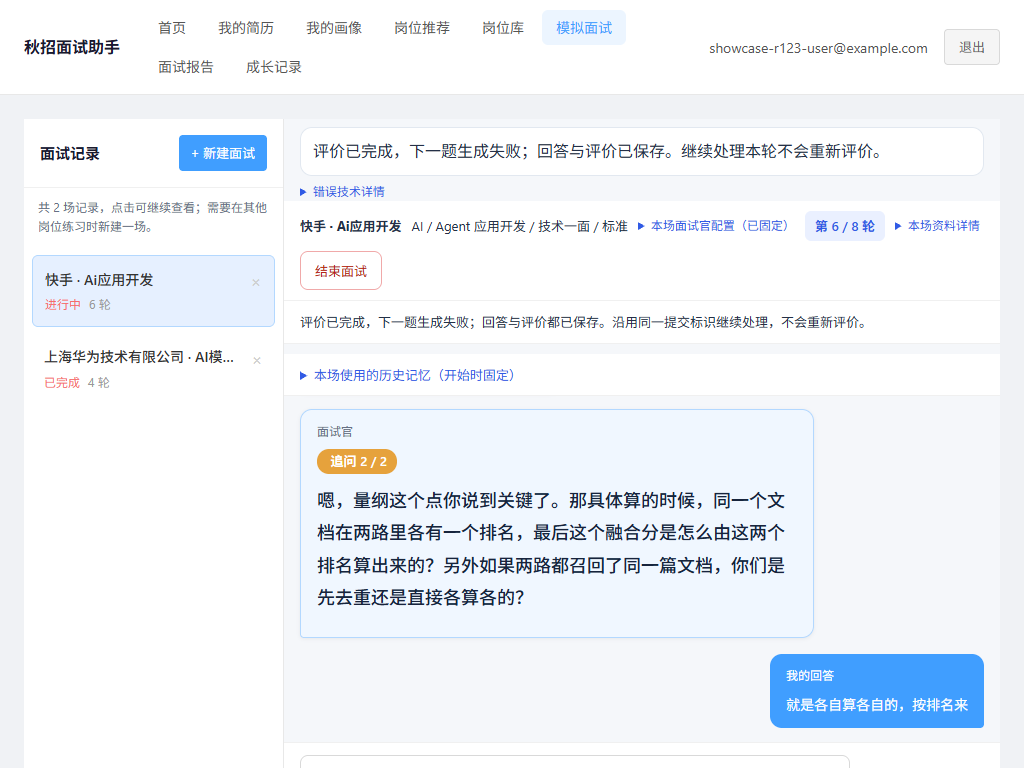 秋招面试助手
首页 我的简历 我的画像 岗位推荐 岗位库 模拟面试
面试报告 成长记录
showcase-r123-user@example.com
退出
面试记录
+ 新建面试
共 2 场记录，点击可继续查看；需要在其他
岗位练习时新建一场。
快手 · Ai应用开发 ×
进行中 6 轮
上海华为技术有限公司 · AI模... ×
已完成 4 轮
评价已完成，下一题生成失败；回答与评价已保存。继续处理本轮不会重新评价。
▶ 错误技术详情
快手 · Ai应用开发 AI / Agent 应用开发 / 技术一面 / 标准 ▶ 本场面试官配置（已固定） 第 6 / 8 轮 ▶ 本场资料详情
结束面试
评价已完成，下一题生成失败；回答与评价都已保存。沿用同一提交标识继续处理，不会重新评价。
▶ 本场使用的历史记忆（开始时固定）
面试官
追问 2 / 2
嗯，量纲这个点你说到关键了。那具体算的时候，同一个文
档在两路里各有一个排名，最后这个融合分是怎么由这两个
排名算出来的？另外如果两路都召回了同一篇文档，你们是
先去重还是直接各算各的？
我的回答
就是各自算各自的，按排名来